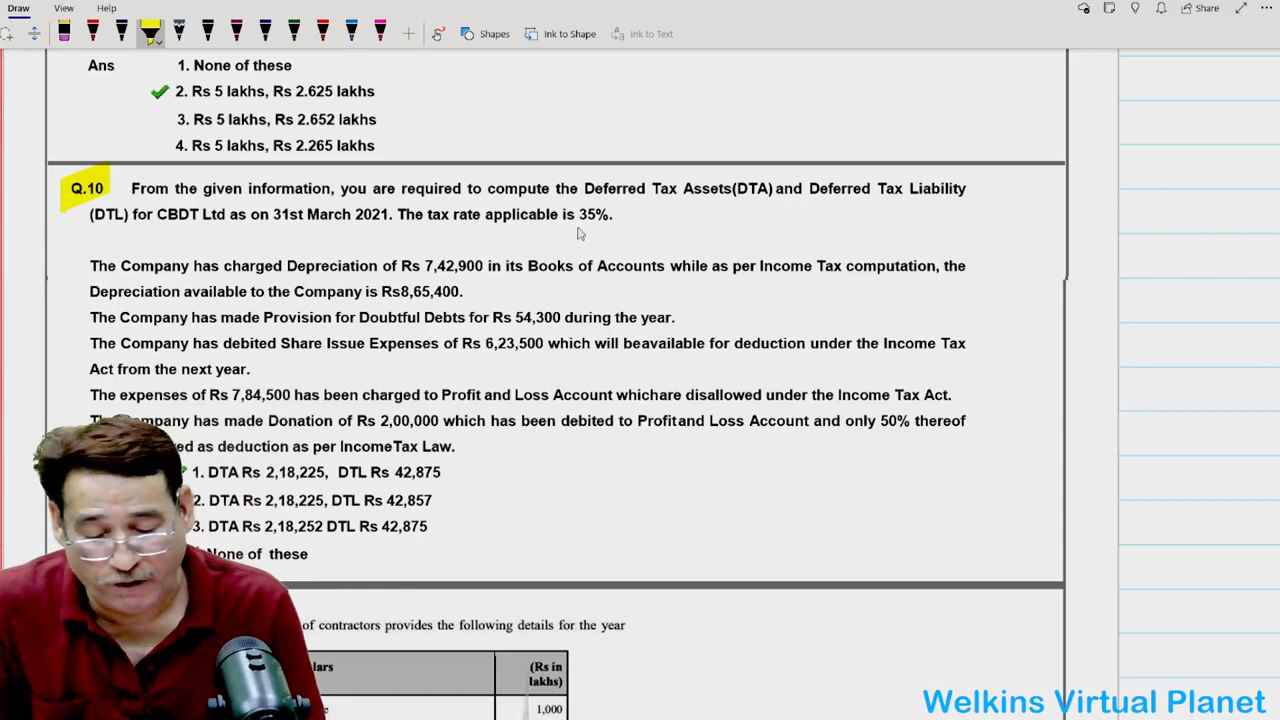 Draw View Help Share
Shapes Ink to Shape Ink to Text
Ans 1. None of these
2. Rs 5 lakhs, Rs 2.625 lakhs
3. Rs 5 lakhs, Rs 2.652 lakhs
4. Rs 5 lakhs, Rs 2.265 lakhs
Q.10 From the given information, you are required to compute the Deferred Tax Assets(DTA) and Deferred Tax Liability
(DTL) for CBDT Ltd as on 31st March 2021. The tax rate applicable is 35%.
The Company has charged Depreciation of Rs 7,42,900 in its Books of Accounts while as per Income Tax computation, the
Depreciation available to the Company is Rs8,65,400.
The Company has made Provision for Doubtful Debts for Rs 54,300 during the year.
The Company has debited Share Issue Expenses of Rs 6,23,500 which will beavailable for deduction under the Income Tax
Act from the next year.
The expenses of Rs 7,84,500 has been charged to Profit and Loss Account whichare disallowed under the Income Tax Act.
has made Donation of Rs 2,00,000 which has been debited to Profitand Loss Account and only 50% thereof
as deduction as per IncomeTax Law.
1. DTA Rs 2,18,225, DTL Rs 42,875
2. DTA Rs 2,18,225, DTL Rs 42,857
3. DTA Rs 2,18,252 DTL Rs 42,875
None of these
of contractors provides the following details for the year
(Rs in
lakhs)
1,000
Welkins Virtual Planet